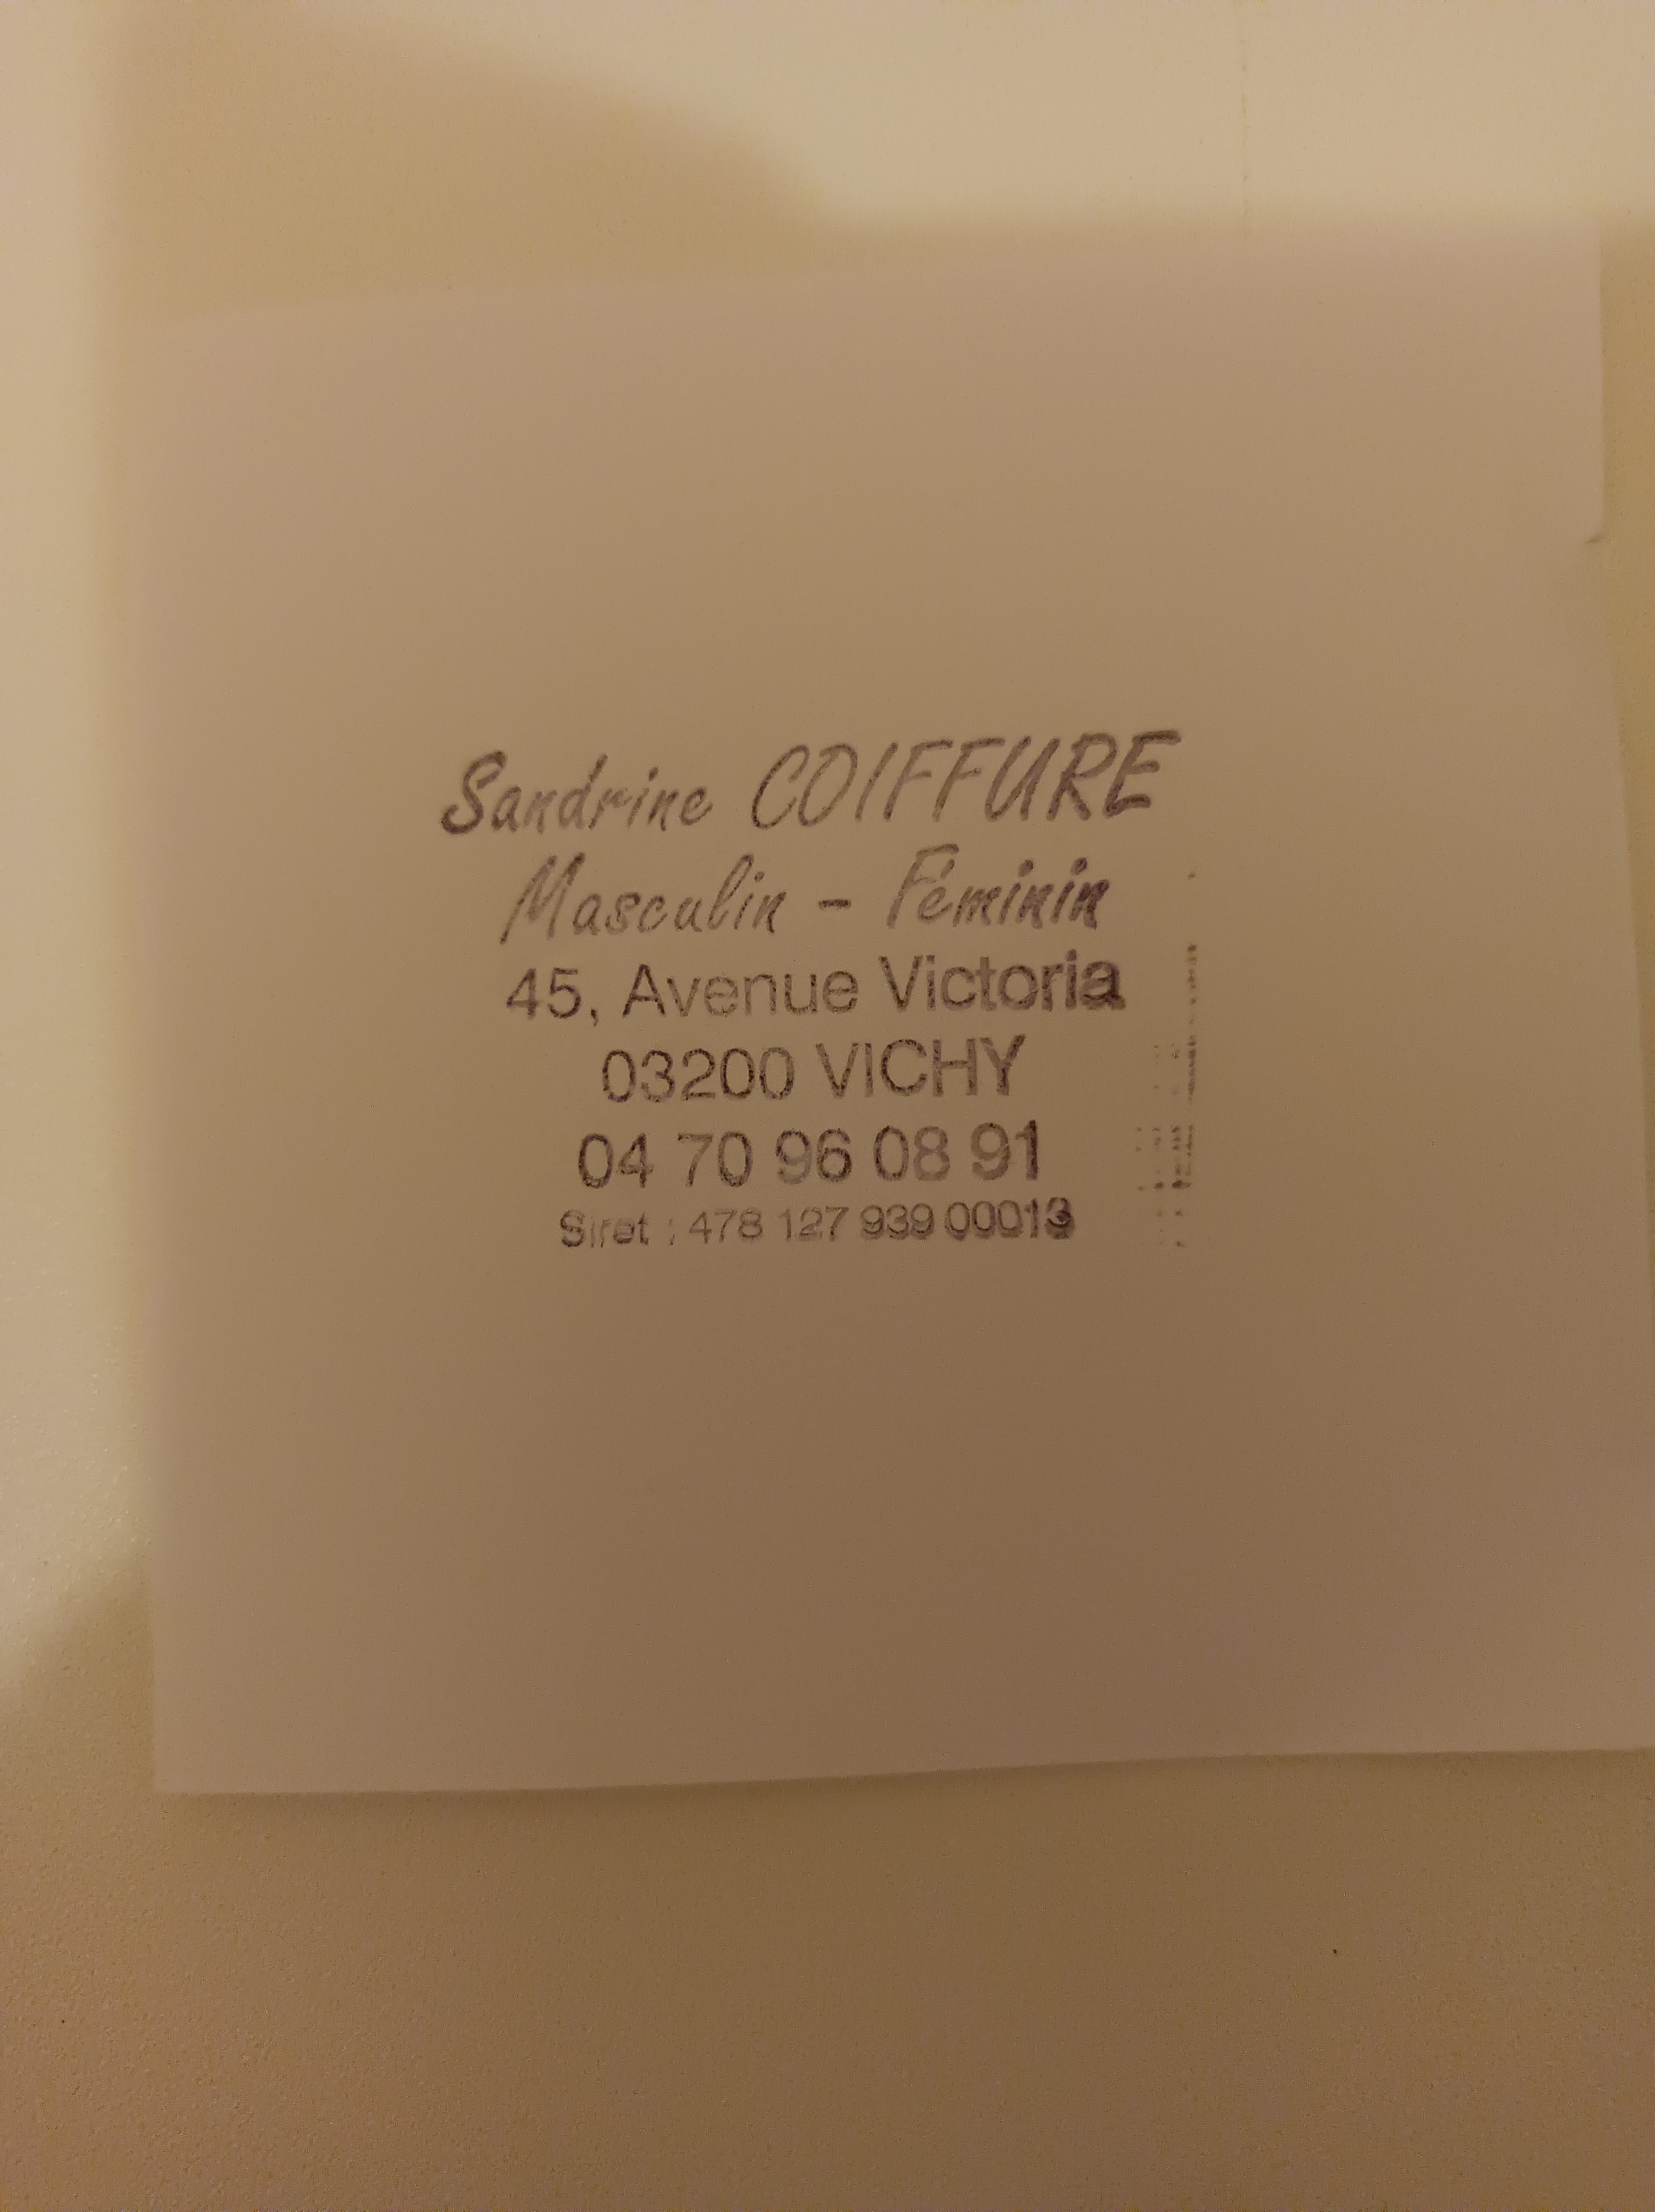 Sandrine COIFFURE
Masculin - Féminin
45, Avenue Victoria
03200 VICHY
04 70 96 08 91
Siret : 478 127 939 00013